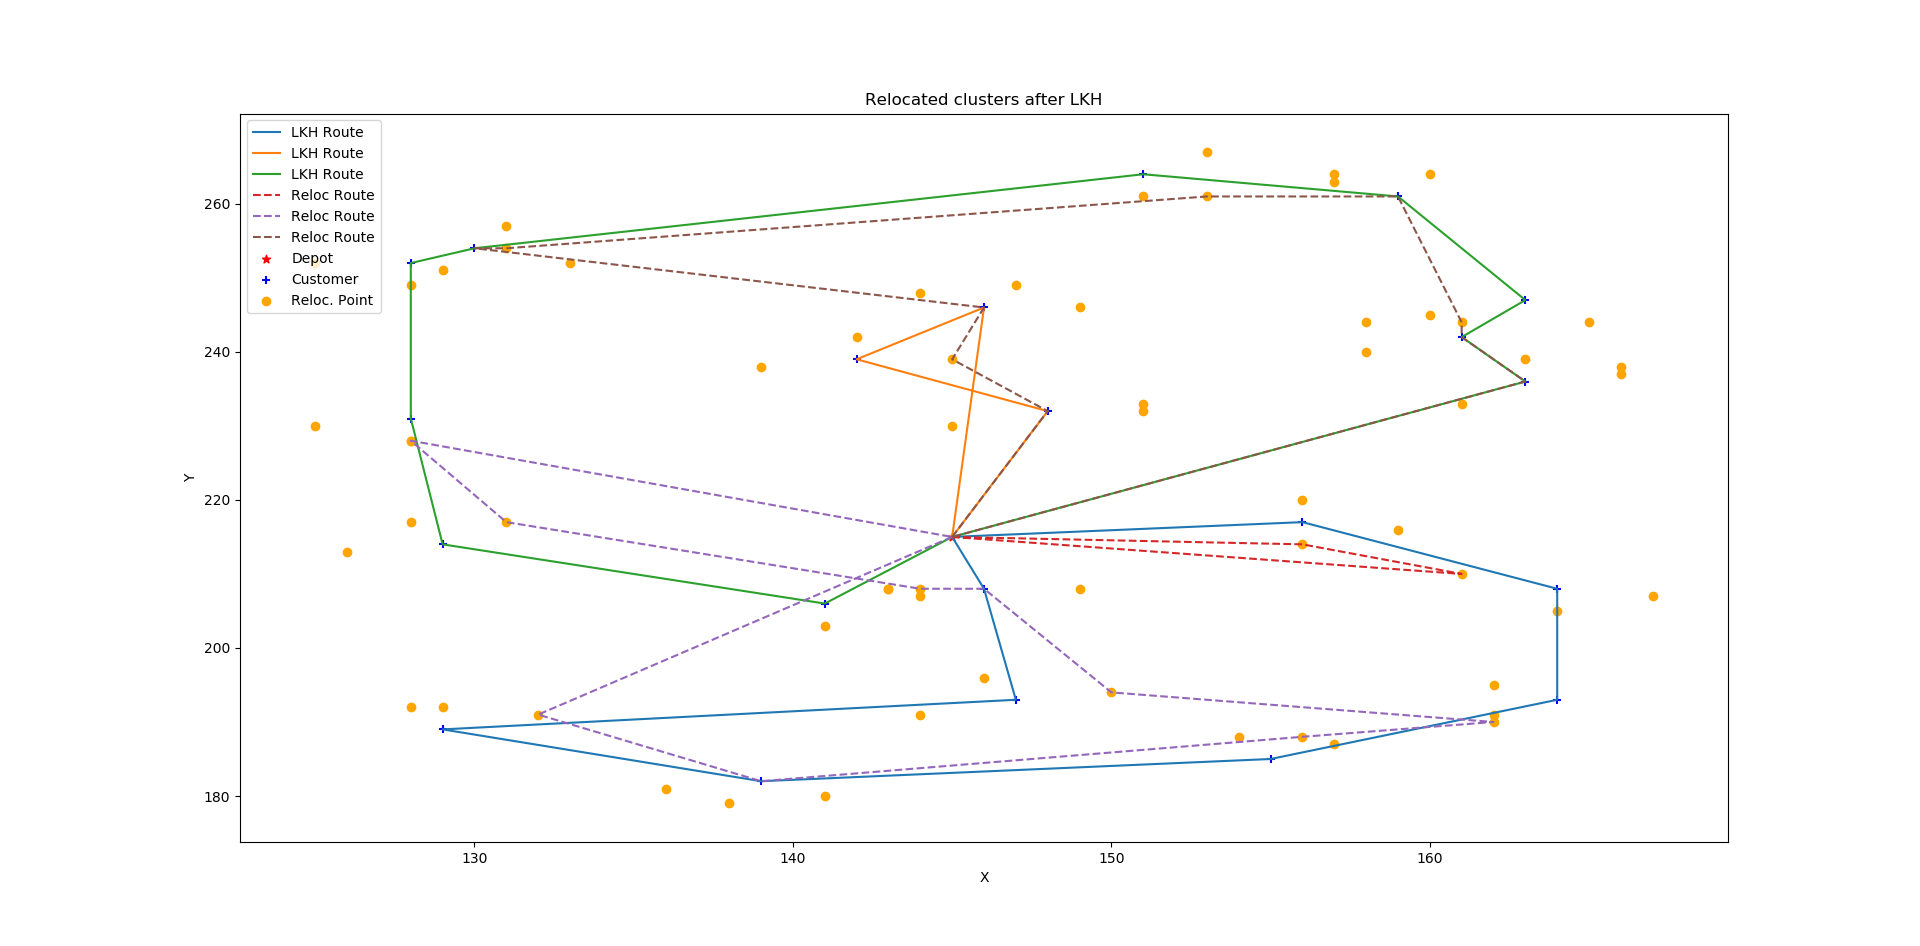 Relocated clusters after LKH
LKH Route
LKH Route
LKH Route
Reloc Route
Reloc Route
Reloc Route
Depot
Customer
Reloc. Point
260
240
220
200
180
Y
130 140 150 160
X